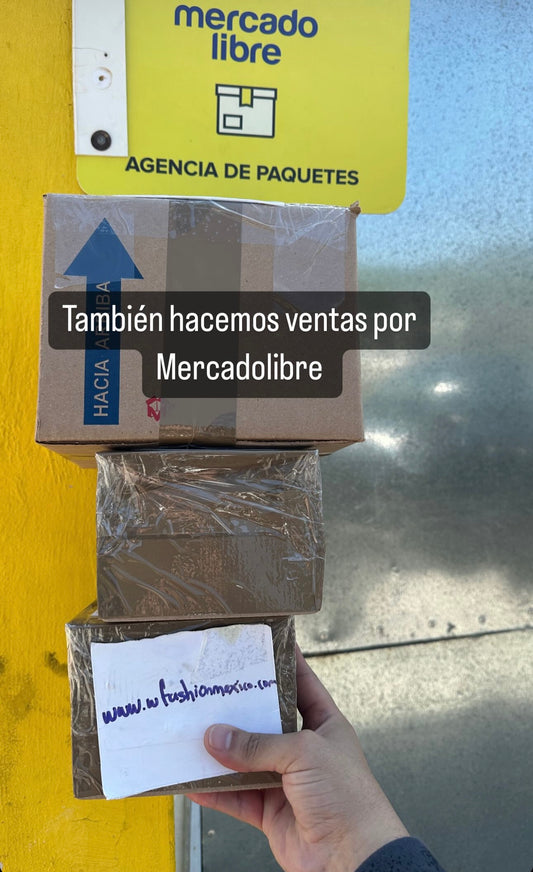 mercado
libre
AGENCIA DE PAQUETES
HACIA ARRIBA
También hacemos ventas por
Mercadolibre
www.wfashionmexico.com